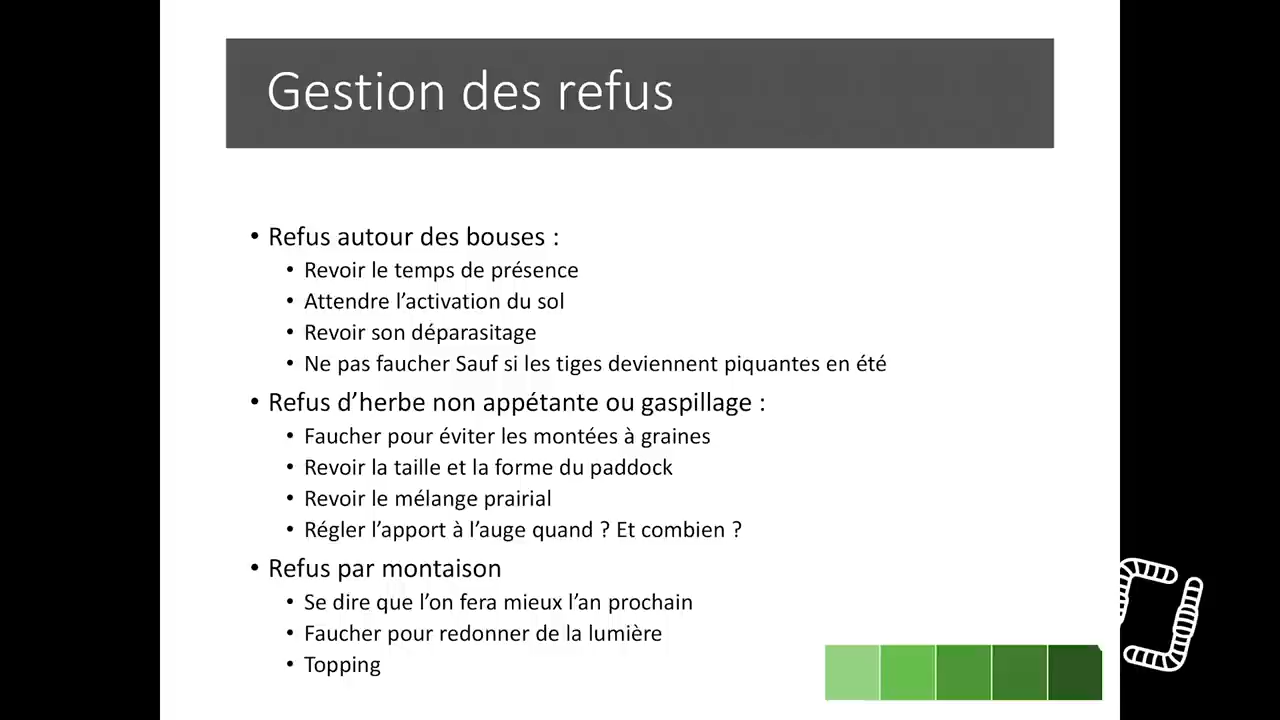 Gestion des refus
• Refus autour des bouses :
• Revoir le temps de présence
• Attendre l’activation du sol
• Revoir son déparasitage
• Ne pas faucher Sauf si les tiges deviennent piquantes en été
• Refus d’herbe non appétante ou gaspillage :
• Faucher pour éviter les montées à graines
• Revoir la taille et la forme du paddock
• Revoir le mélange prairial
• Régler l’apport à l’auge quand ? Et combien ?
• Refus par montaison
• Se dire que l’on fera mieux l’an prochain
• Faucher pour redonner de la lumière
• Topping